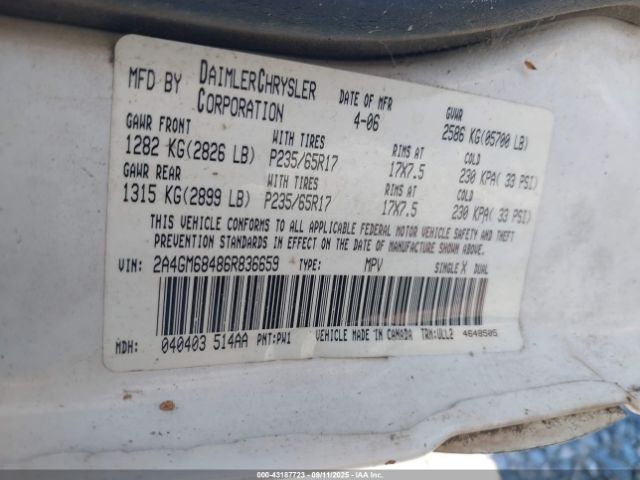 MFD BY DAIMLERCHRYSLER CORPORATION DATE OF MFR 4-06 GVWR 2586 KG(05700 LB)
GAWR FRONT WITH TIRES RIMS AT COLD
1282 KG(2826 LB) P235/65R17 17X7.5 230 KPA( 33 PSI)
GAWR REAR WITH TIRES RIMS AT COLD
1315 KG(2899 LB) P235/65R17 17X7.5 230 KPA( 33 PSI)
THIS VEHICLE CONFORMS TO ALL APPLICABLE FEDERAL MOTOR VEHICLE SAFETY AND THEFT
PREVENTION STANDARDS IN EFFECT ON THE DATE OF MANUFACTURE SHOWN ABOVE.
VIN: 2A4GM68486R836659 TYPE: MPV SINGLE X DUAL
MDH: 040403 514AA PNT:PW1 VEHICLE MADE IN CANADA TRM:ULL2 4648505
000-43187723 - 09/11/2025 - IAAI.COM